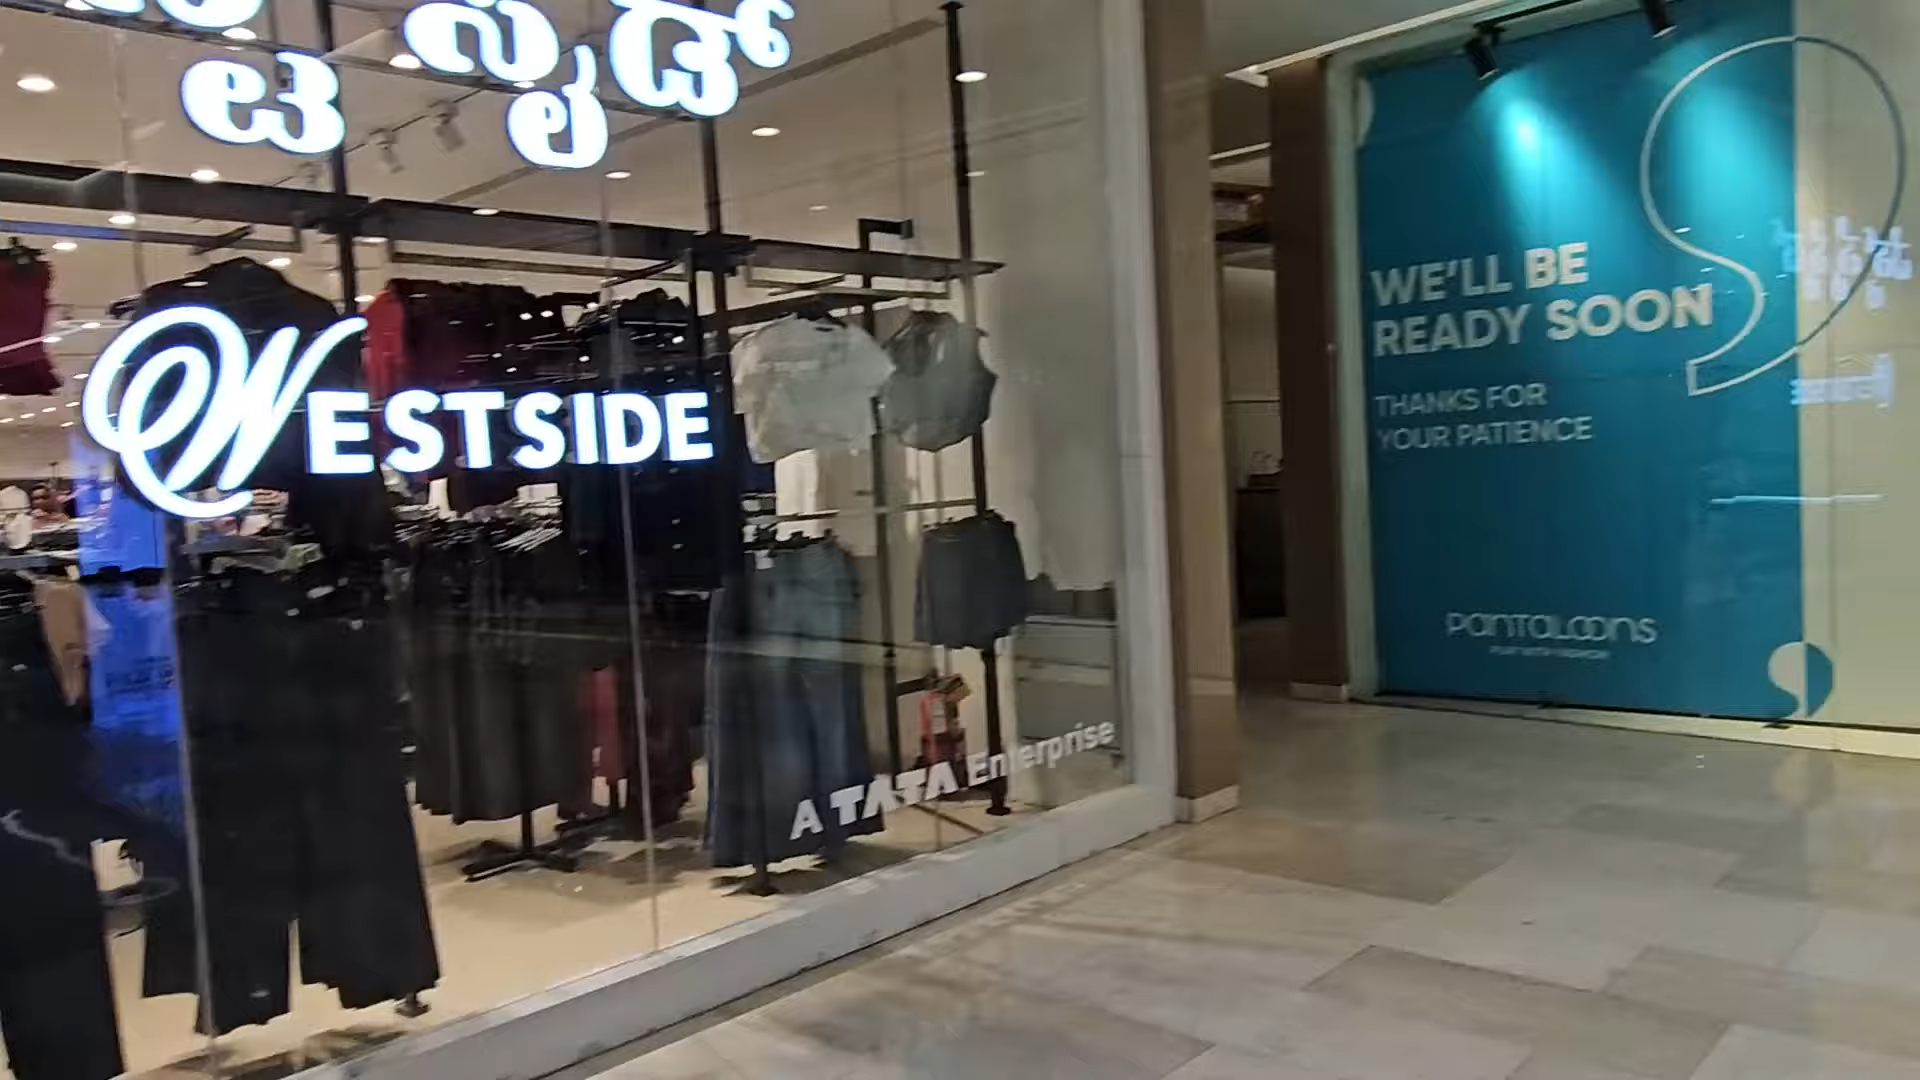 WESTSIDE
A TATA Enterprise
WE'LL BE
READY SOON
THANKS FOR
YOUR PATIENCE
PANTALOONS